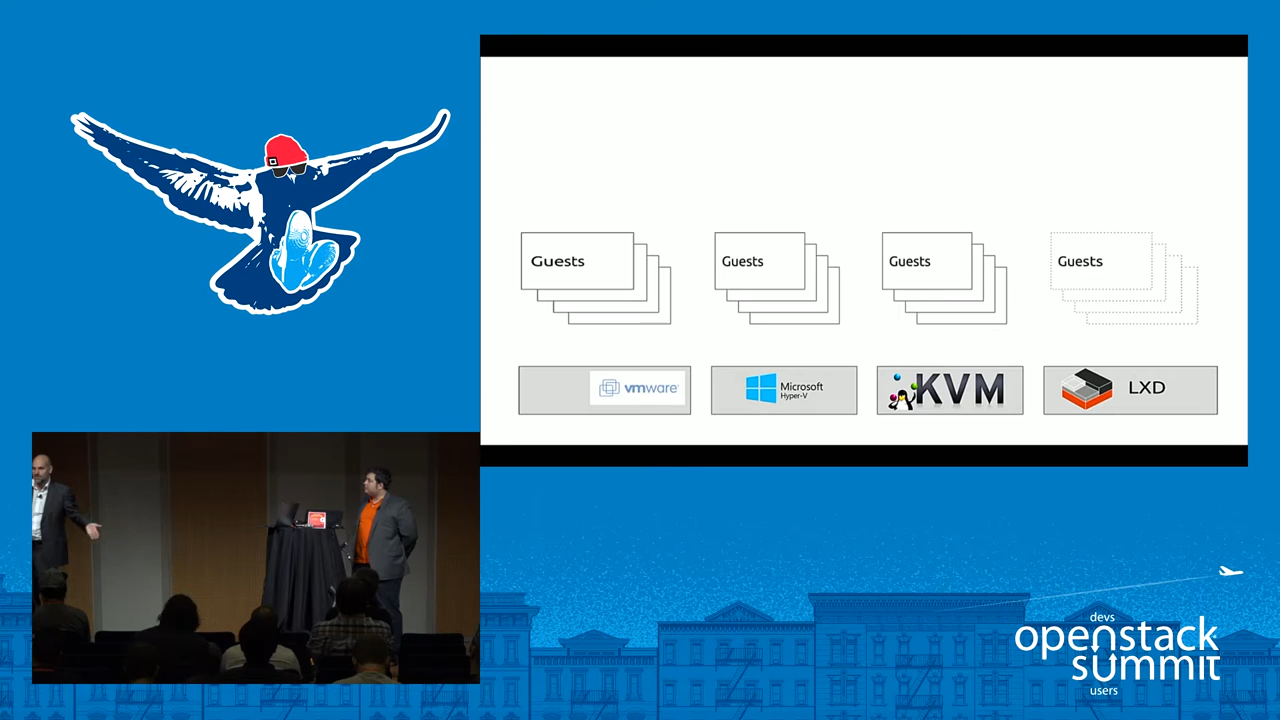 Guests
Guests
Guests
Guests
vmware
Microsoft
Hyper-V
KVM
LXD
devs
openstack
summit
users